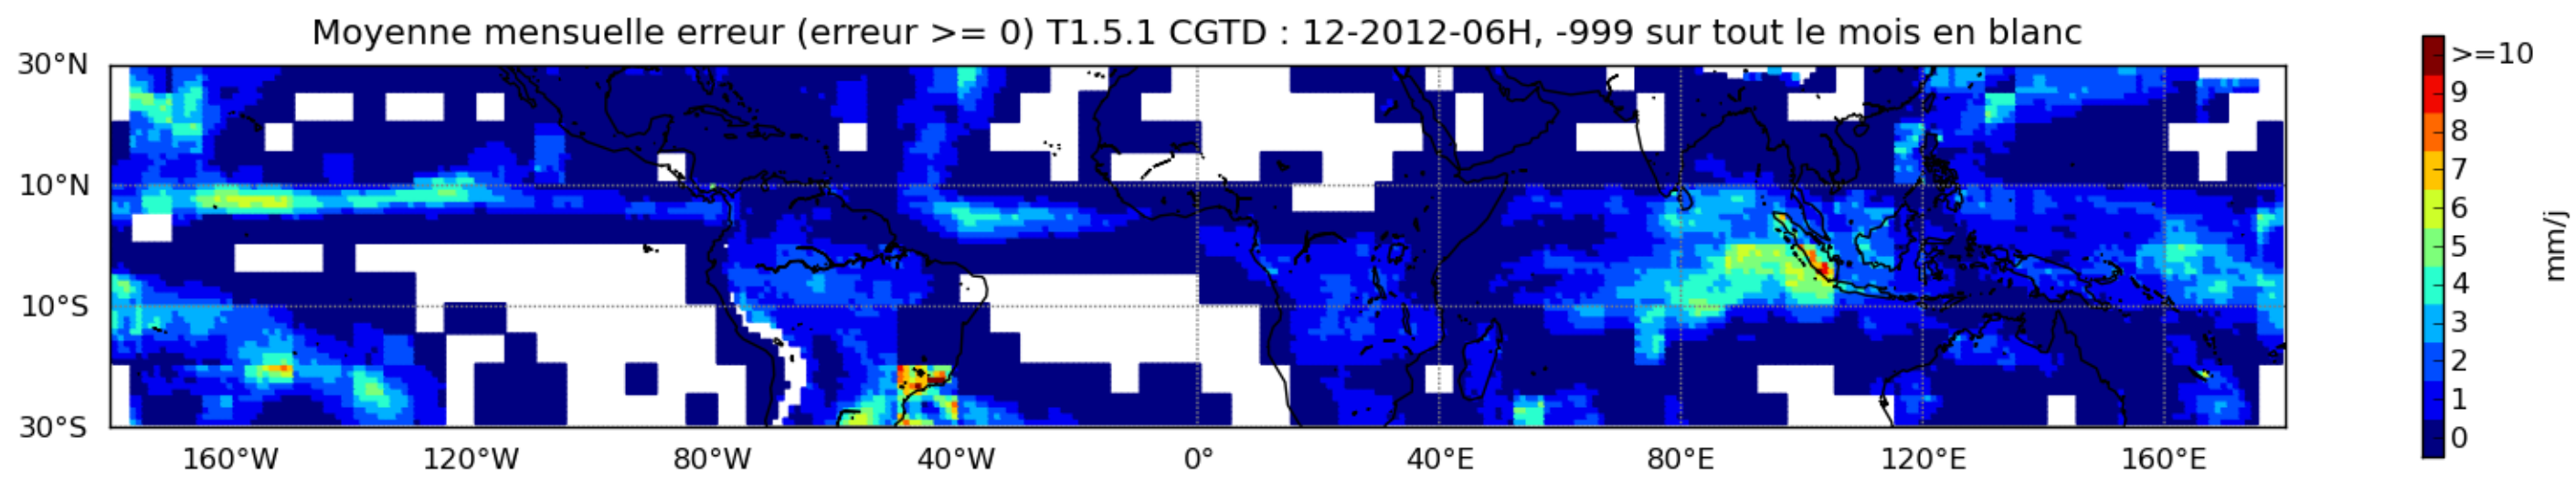 Moyenne mensuelle erreur (erreur >= 0) T1.5.1 CGTD : 12-2012-06H, -999 sur tout le mois en blanc
30°N
10°N
10°S
30°S
160°W 120°W 80°W 40°W 0° 40°E 80°E 120°E 160°E
>=10
9
8
7
6
5
4
3
2
1
0
mm/j